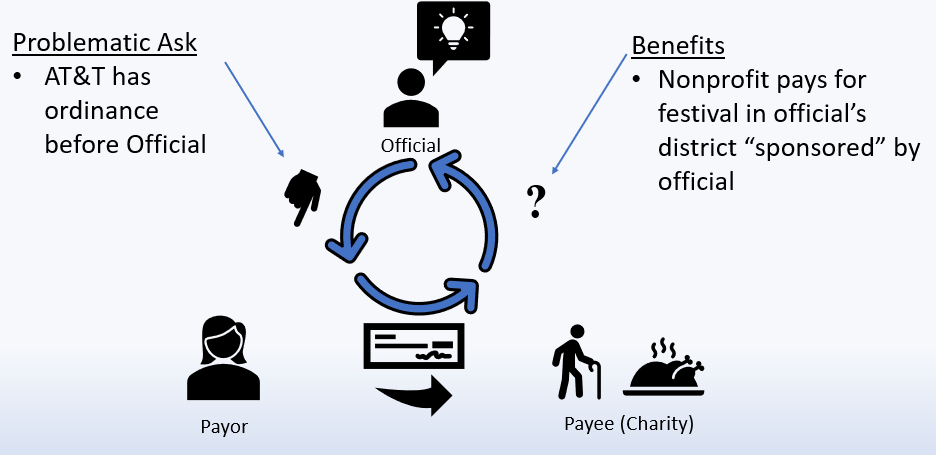 Problematic Ask
• AT&T has
ordinance
before Official
Benefits
• Nonprofit pays for
festival in official’s
district “sponsored” by
official
Official
?
Payor
Payee (Charity)